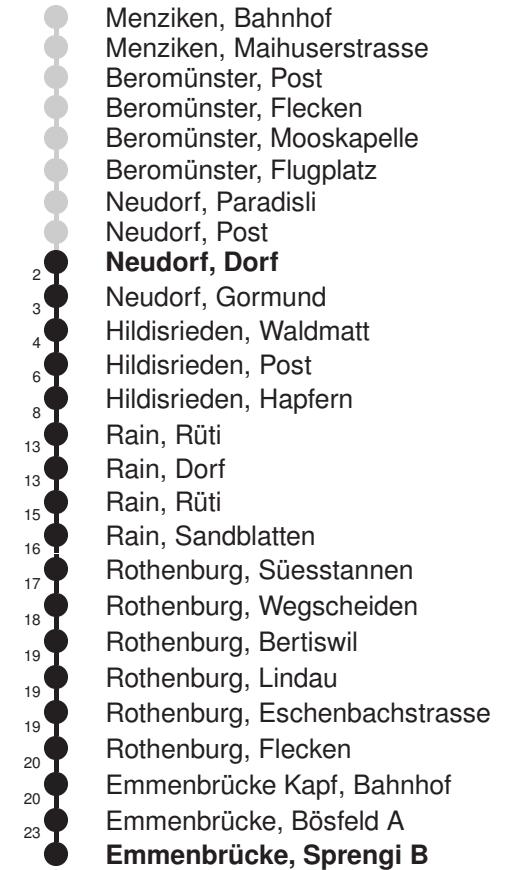 Menziken, Bahnhof
Menziken, Maihuserstrasse
Beromünster, Post
Beromünster, Flecken
Beromünster, Mooskapelle
Beromünster, Flugplatz
Neudorf, Paradisli
Neudorf, Post
Neudorf, Dorf
2
Neudorf, Gormund
3
Hildisrieden, Waldmatt
4
Hildisrieden, Post
6
Hildisrieden, Hapfern
8
Rain, Rüti
13
Rain, Dorf
13
Rain, Rüti
15
Rain, Sandblatten
16
Rothenburg, Süesstannen
17
Rothenburg, Wegscheiden
18
Rothenburg, Bertiswil
19
Rothenburg, Lindau
19
Rothenburg, Eschenbachstrasse
19
Rothenburg, Flecken
20
Emmenbrücke Kapf, Bahnhof
20
Emmenbrücke, Bösfeld A
23
Emmenbrücke, Sprengi B